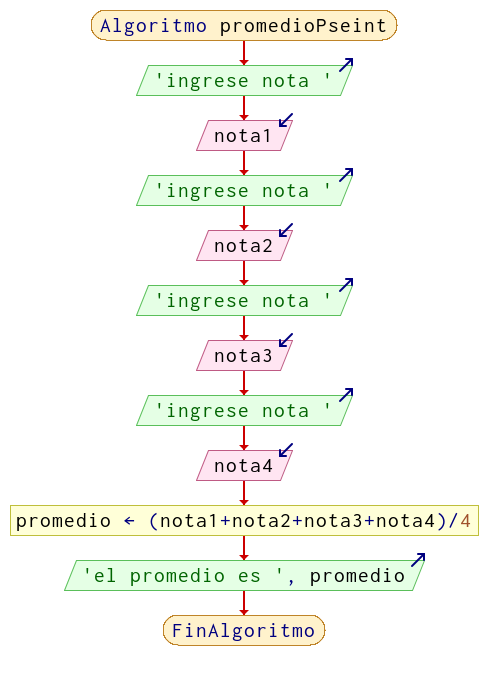 Algoritmo promedioPseint
'ingrese nota '
nota1
'ingrese nota '
nota2
'ingrese nota '
nota3
'ingrese nota '
nota4
promedio ← (nota1+nota2+nota3+nota4)/4
'el promedio es ', promedio
FinAlgoritmo